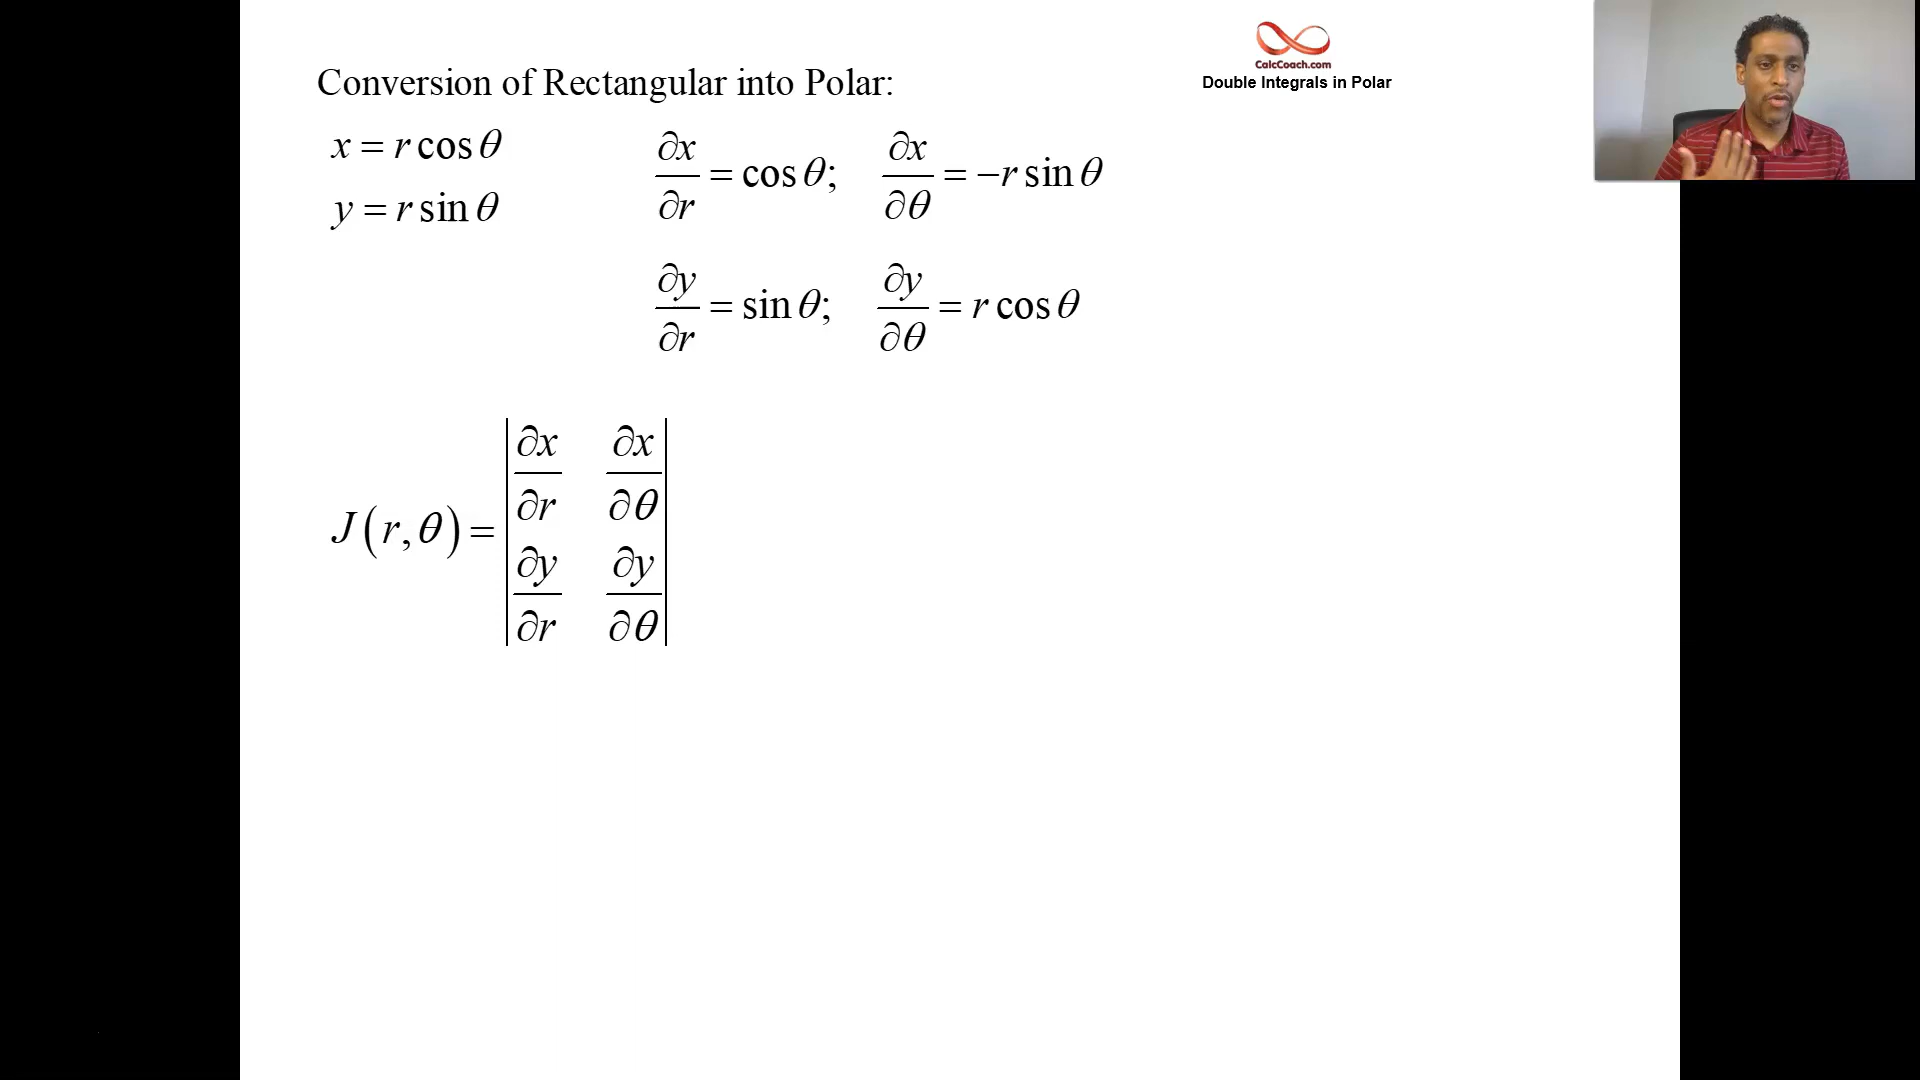 Conversion of Rectangular into Polar:
CalcCoach.com
Double Integrals in Polar
x = r cos θ
y = r sin θ
∂x/∂r = cos θ; ∂x/∂θ = −r sin θ
∂y/∂r = sin θ; ∂y/∂θ = r cos θ
J(r, θ) = | ∂x/∂r ∂x/∂θ |
| ∂y/∂r ∂y/∂θ |